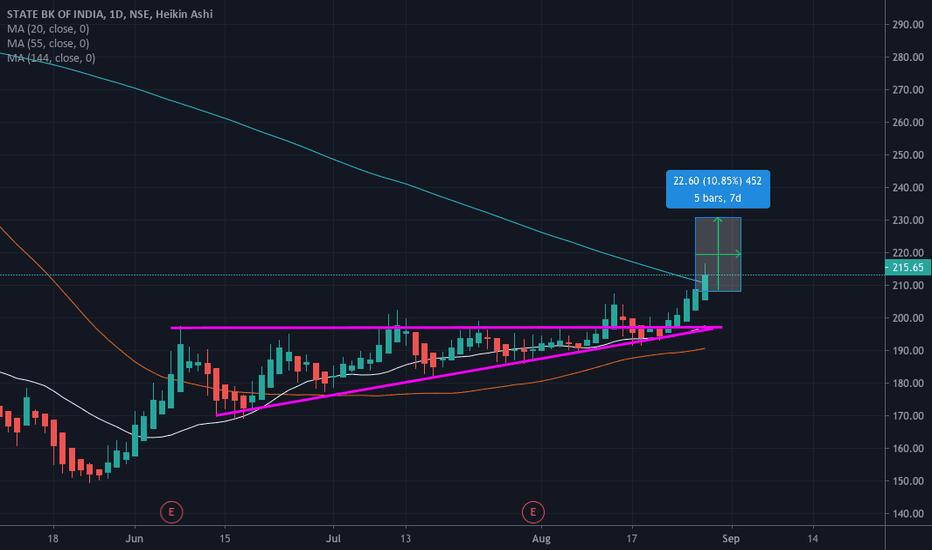 STATE BK OF INDIA, 1D, NSE, Heikin Ashi
MA (20, close, 0)
MA (55, close, 0)
MA (144, close, 0)
290.00
280.00
270.00
260.00
250.00
240.00
230.00
220.00
215.65
210.00
200.00
190.00
180.00
170.00
160.00
150.00
140.00
22.60 (10.85%) 452
5 bars, 7d
E
E
18
Jun
15
Jul
13
Aug
17
Sep
14